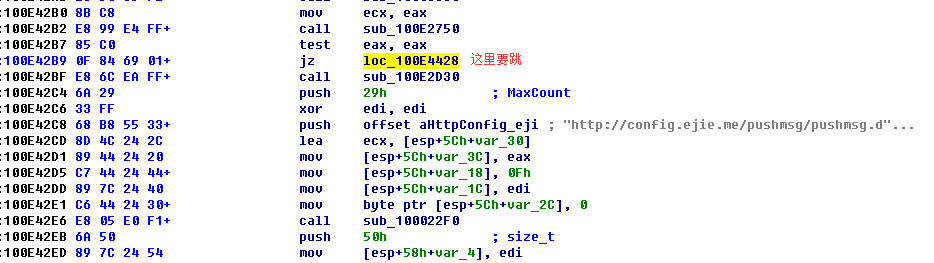 :100E42B0 8B C8 mov ecx, eax
:100E42B2 E8 99 E4 FF+ call sub_100E2750
:100E42B7 85 C0 test eax, eax
:100E42B9 0F 84 69 01+ jz loc_100E4428 这里要跳
:100E42BF E8 6C EA FF+ call sub_100E2D30
:100E42C4 6A 29 push 29h ; MaxCount
:100E42C6 33 FF xor edi, edi
:100E42C8 68 B8 55 33+ push offset aHttpConfig_eji ; "http://config.ejie.me/pushmsg/pushmsg.d"...
:100E42CD 8D 4C 24 2C lea ecx, [esp+5Ch+var_30]
:100E42D1 89 44 24 20 mov [esp+5Ch+var_3C], eax
:100E42D5 C7 44 24 44+ mov [esp+5Ch+var_18], 0Fh
:100E42DD 89 7C 24 40 mov [esp+5Ch+var_1C], edi
:100E42E1 C6 44 24 30+ mov byte ptr [esp+5Ch+var_2C], 0
:100E42E6 E8 05 E0 F1+ call sub_100022F0
:100E42EB 6A 50 push 50h ; size_t
:100E42ED 89 7C 24 54 mov [esp+58h+var_4], edi